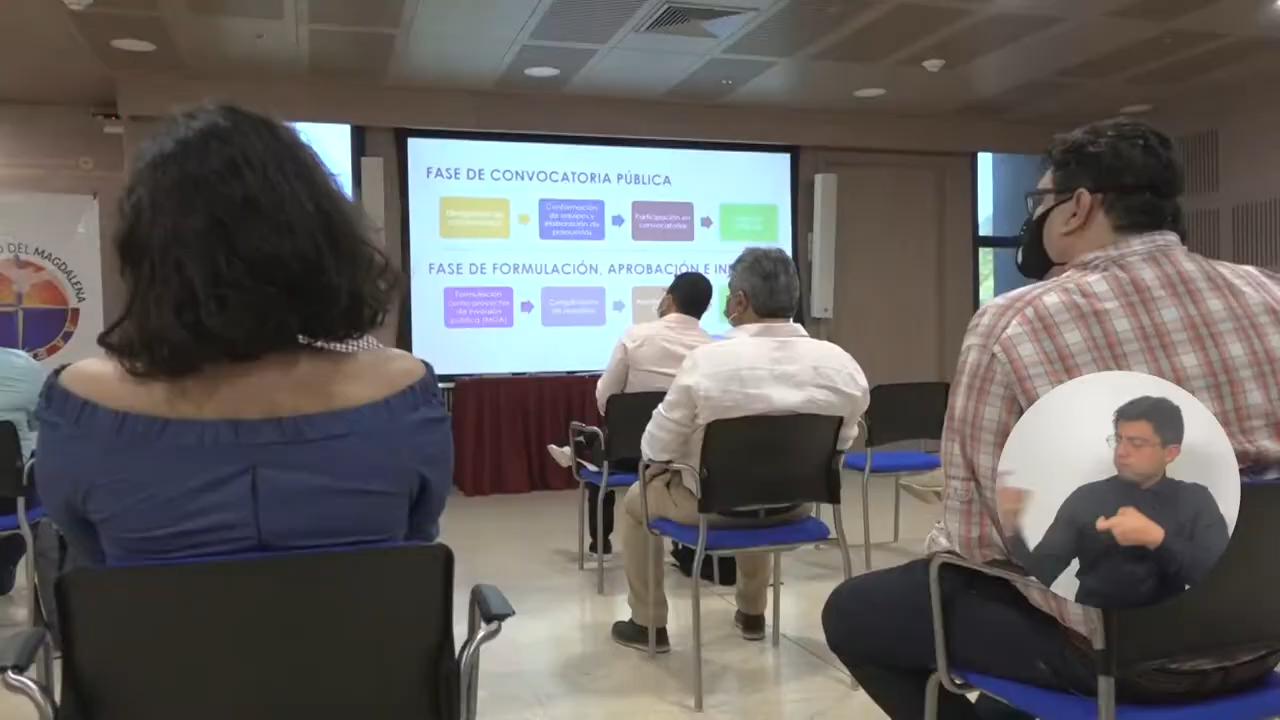 FASE DE CONVOCATORIA PÚBLICA
Conformación
de equipos y
elaboración de
propuestas
Participación en
convocatorias
FASE DE FORMULACIÓN, APROBACIÓN E
Formulación
como proyecto
de inversión
pública (MGA)
Cumplimiento
de requisitos
DEL MAGDALENA